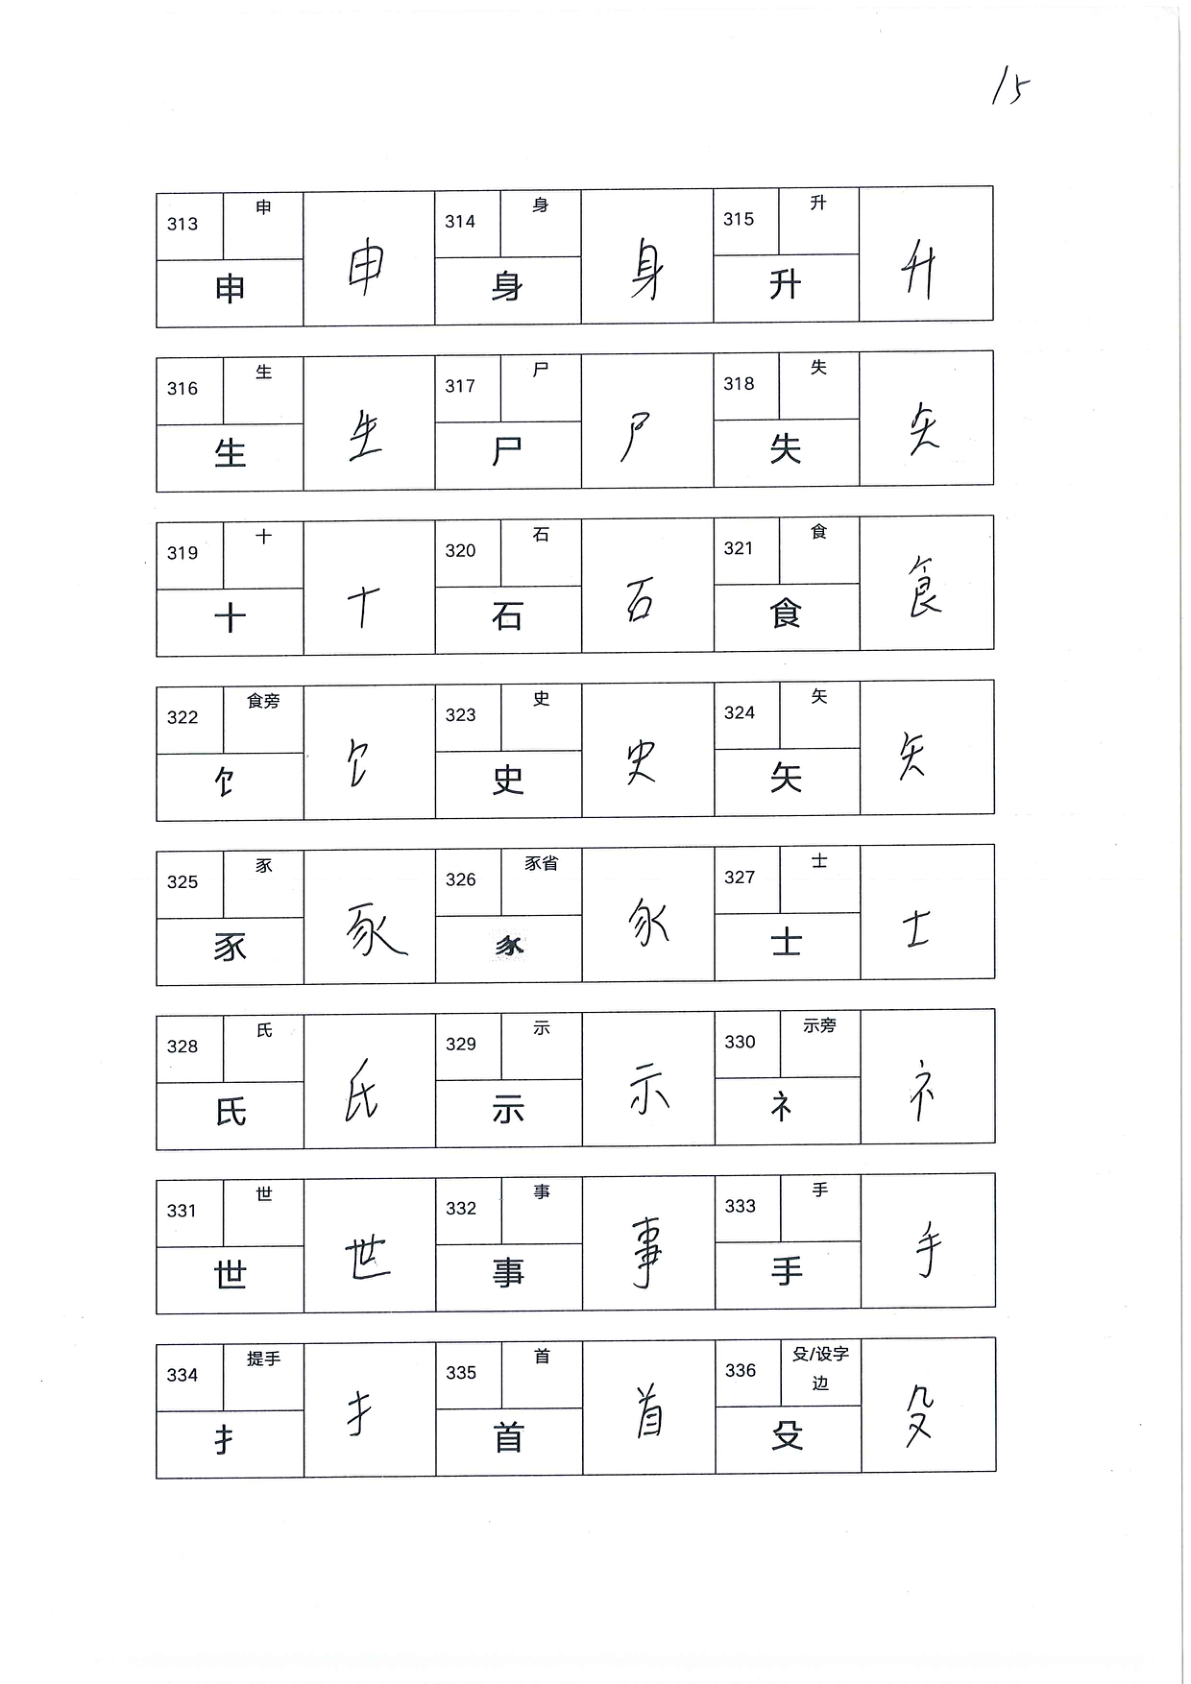 15
313 申 申 申 314 身 身 身 315 升 升 升
316 生 生 生 317 尸 尸 尸 318 失 失 失
319 十 十 十 320 石 石 石 321 食 食 食
322 食旁 饣 饣 323 史 史 史 324 矢 矢 矢
325 豕 豕 豕 326 豕省 327 士 士 士
328 氏 氏 氏 329 示 示 示 330 示旁 礻 礻
331 世 世 世 332 事 事 事 333 手 手 手
334 提手 扌 扌 335 首 首 首 336 殳/设字
边
殳 殳